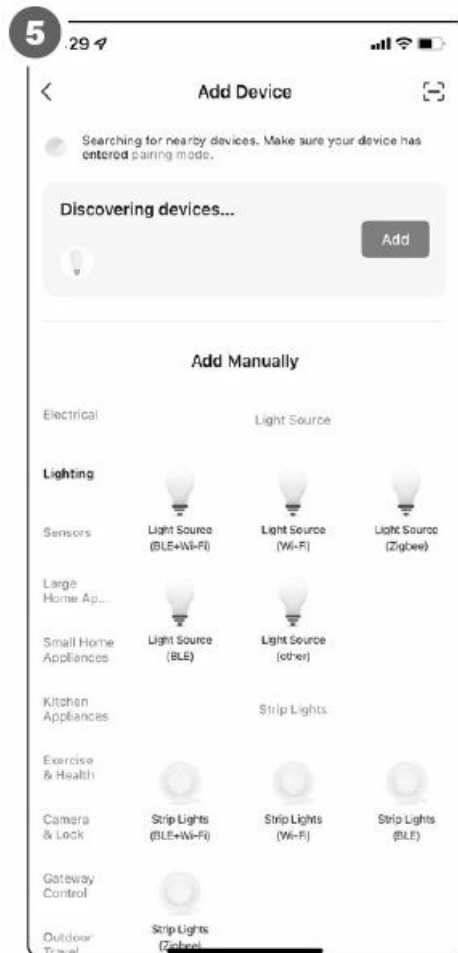 5
:29
Add Device
Searching for nearby devices. Make sure your device has
entered pairing mode.
Discovering devices...
Add
Add Manually
Electrical
Light Source
Lighting
Sensors
Light Source
(BLE+Wi-Fi)
Light Source
(Wi-Fi)
Light Source
(Zigbee)
Large
Home Ap...
Small Home
Appliances
Light Source
(BLE)
Light Source
(other)
Kitchen
Appliances
Strip Lights
Exercise
& Health
Camera
& Lock
Strip Lights
(BLE+Wi-Fi)
Strip Lights
(Wi-Fi)
Strip Lights
(BLE)
Gateway
Control
Outdoor
Travel
Strip Lights
(Zigbee)